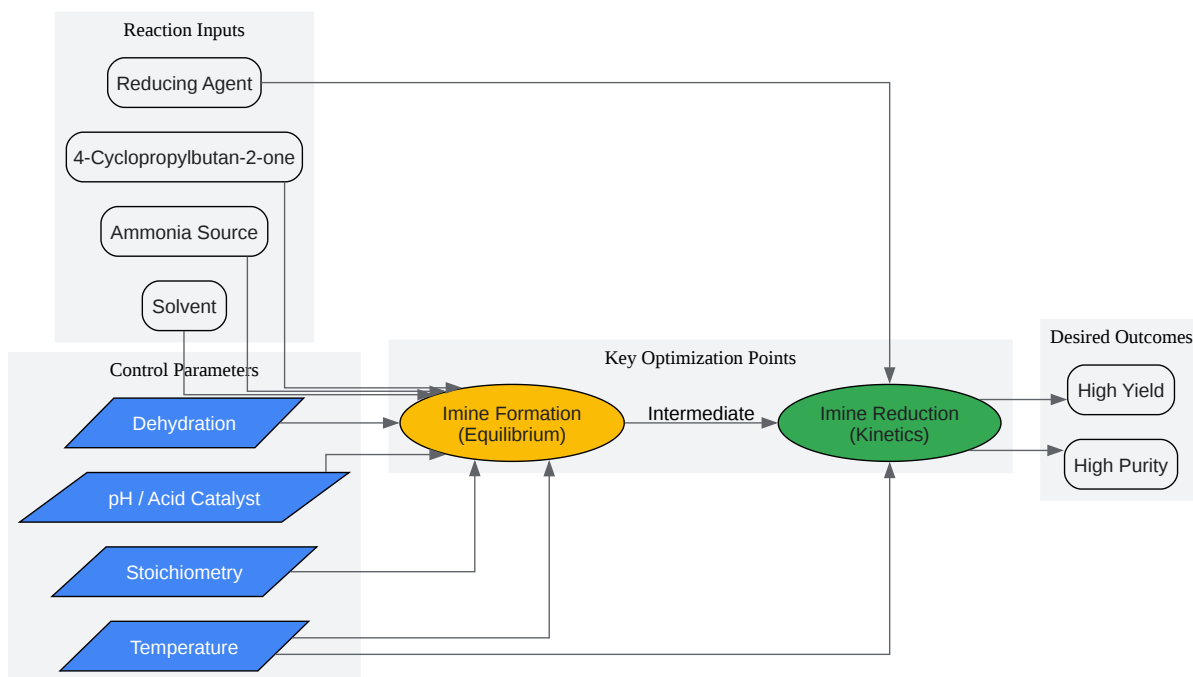 Reaction Inputs
Reducing Agent
4-Cyclopropylbutan-2-one
Ammonia Source
Solvent
Control Parameters
Dehydration
pH / Acid Catalyst
Stoichiometry
Temperature
Key Optimization Points
Imine Formation
(Equilibrium)
Intermediate
Imine Reduction
(Kinetics)
Desired Outcomes
High Yield
High Purity